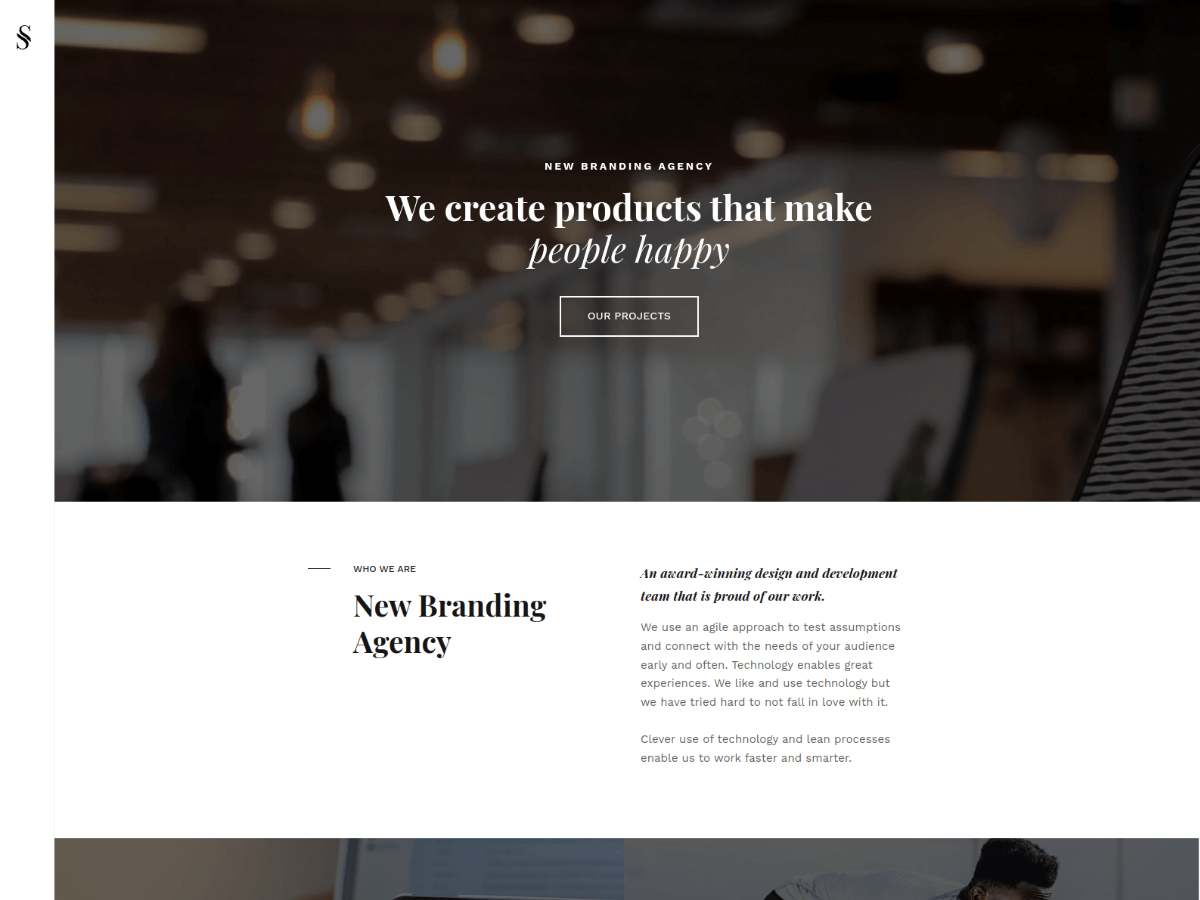 NEW BRANDING AGENCY
We create products that make
people happy
OUR PROJECTS
WHO WE ARE
New Branding
Agency
An award-winning design and development
team that is proud of our work.
We use an agile approach to test assumptions
and connect with the needs of your audience
early and often. Technology enables great
experiences. We like and use technology but
we have tried hard to not fall in love with it.
Clever use of technology and lean processes
enable us to work faster and smarter.